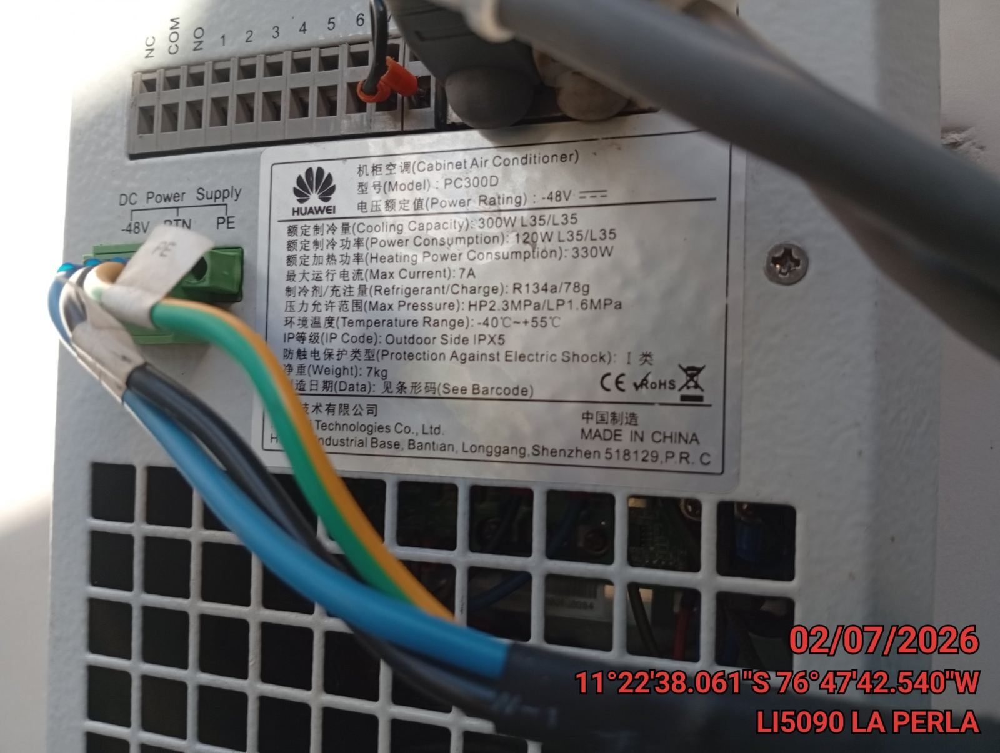 NC COM NO 1 2 3 4 5 6
DC Power Supply
-48V RTN PE
PE
HUAWEI
机柜空调(Cabinet Air Conditioner)
型号(Model) : PC300D
电压额定值(Power Rating) : -48V
额定制冷量(Cooling Capacity): 300W L35/L35
额定制冷功率(Power Consumption): 120W L35/L35
额定加热功率(Heating Power Consumption): 330W
最大运行电流(Max Current): 7A
制冷剂/充注量(Refrigerant/Charge): R134a/78g
压力允许范围(Max Pressure): HP2.3MPa/LP1.6MPa
环境温度(Temperature Range): -40℃~+55℃
IP等级(IP Code): Outdoor Side IPX5
防触电保护类型(Protection Against Electric Shock): I 类
净重(Weight): 7kg
造日期(Data): 见条形码(See Barcode)
CE RoHS
技术有限公司
Technologies Co., Ltd.
Industrial Base, Bantian, Longgang,Shenzhen 518129,P.R. C
中国制造
MADE IN CHINA
02/07/2026
11°22'38.061"S 76°47'42.540"W
LI5090 LA PERLA